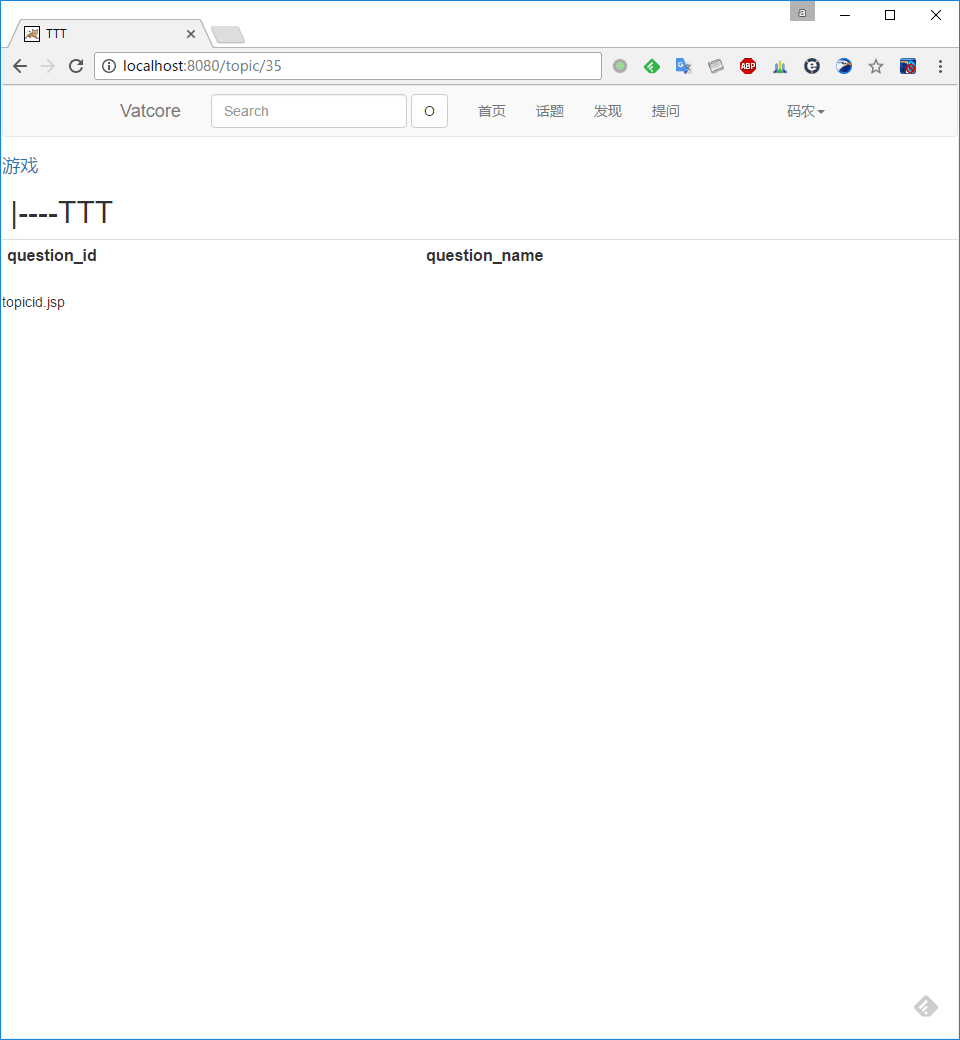 a
TTT
localhost:8080/topic/35
ABP
Vatcore Search O 首页 话题 发现 提问 码农
游戏
|----TTT
question_id question_name
topicid.jsp